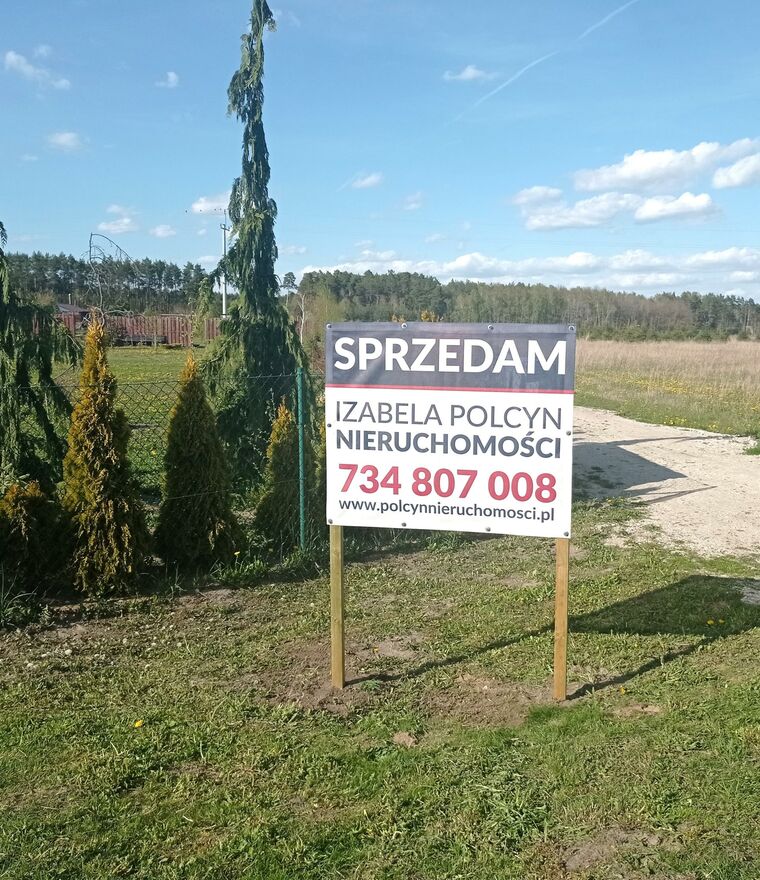 SPRZEDAM
IZABELA POLCYN
NIERUCHOMOŚCI
734 807 008
www.polcynnieruchomosci.pl